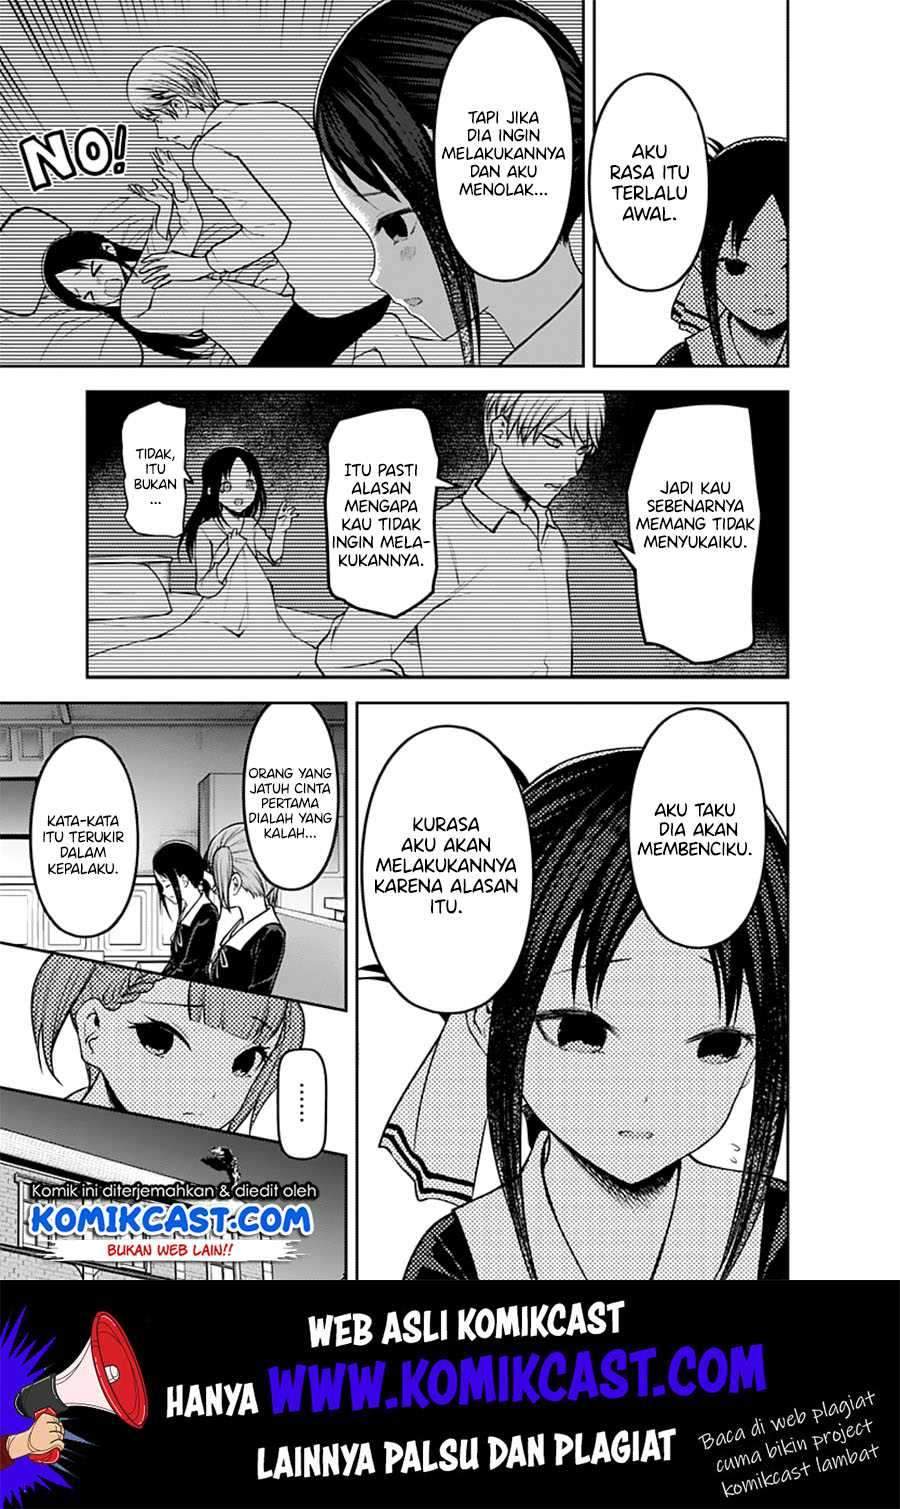 AKU
RASA ITU
TERLALU
AWAL.
TAPI JIKA
DIA INGIN
MELAKUKANNYA
DAN AKU
MENOLAK...
NO!
JADI KAU
SEBENARNYA
MEMANG TIDAK
MENYUKAIKU.
ITU PASTI
ALASAN
MENGAPA
KAU TIDAK
INGIN MELA-
KUKANNYA.
TIDAK,
ITU
BUKAN
...
AKU TAKU
DIA AKAN
MEMBENCIKU.
KURASA
AKU AKAN
MELAKUKANNYA
KARENA ALASAN
ITU.
ORANG YANG
JATUH CINTA
PERTAMA
DIALAH YANG
KALAH...
KATA-KATA
ITU TERUKIR
DALAM
KEPALAKU.
........
Komik ini diterjemahkan & diedit oleh
KOMIKCAST.COM
BUKAN WEB LAIN!!
WEB ASLI KOMIKCAST
HANYA WWW.KOMIKCAST.COM
LAINNYA PALSU DAN PLAGIAT
Baca di web plagiat
cuma bikin project
komikcast lambat